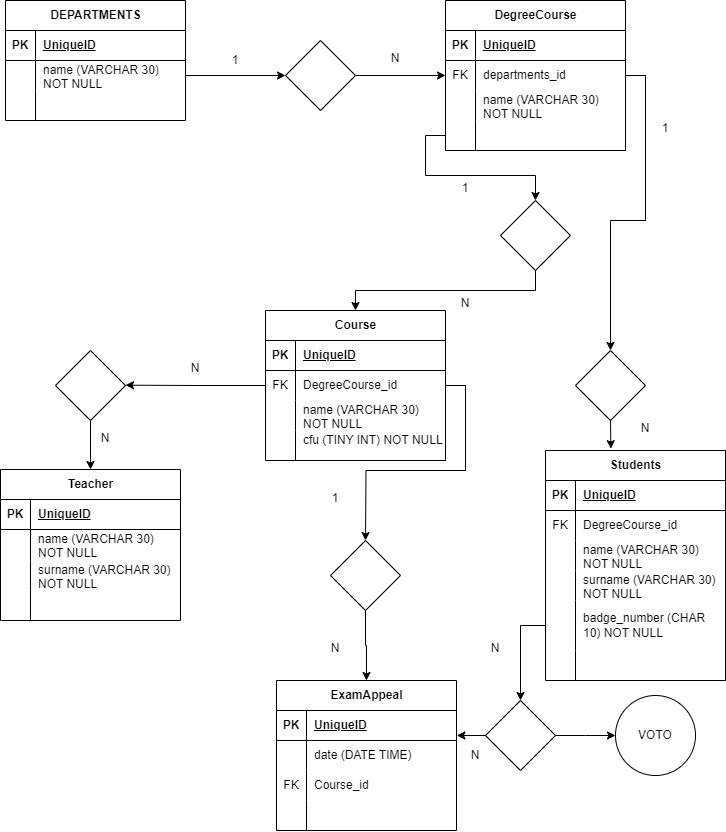 DEPARTMENTS
PK UniqueID
name (VARCHAR 30)
NOT NULL
1
N
DegreeCourse
PK UniqueID
FK departments_id
name (VARCHAR 30)
NOT NULL
1
1
N
Course
PK UniqueID
FK DegreeCourse_id
name (VARCHAR 30)
NOT NULL
cfu (TINY INT) NOT NULL
N
N
Teacher
PK UniqueID
name (VARCHAR 30)
NOT NULL
surname (VARCHAR 30)
NOT NULL
N
Students
PK UniqueID
FK DegreeCourse_id
name (VARCHAR 30)
NOT NULL
surname (VARCHAR 30)
NOT NULL
badge_number (CHAR
10) NOT NULL
1
N
N
N
ExamAppeal
PK UniqueID
date (DATE TIME)
FK Course_id
VOTO